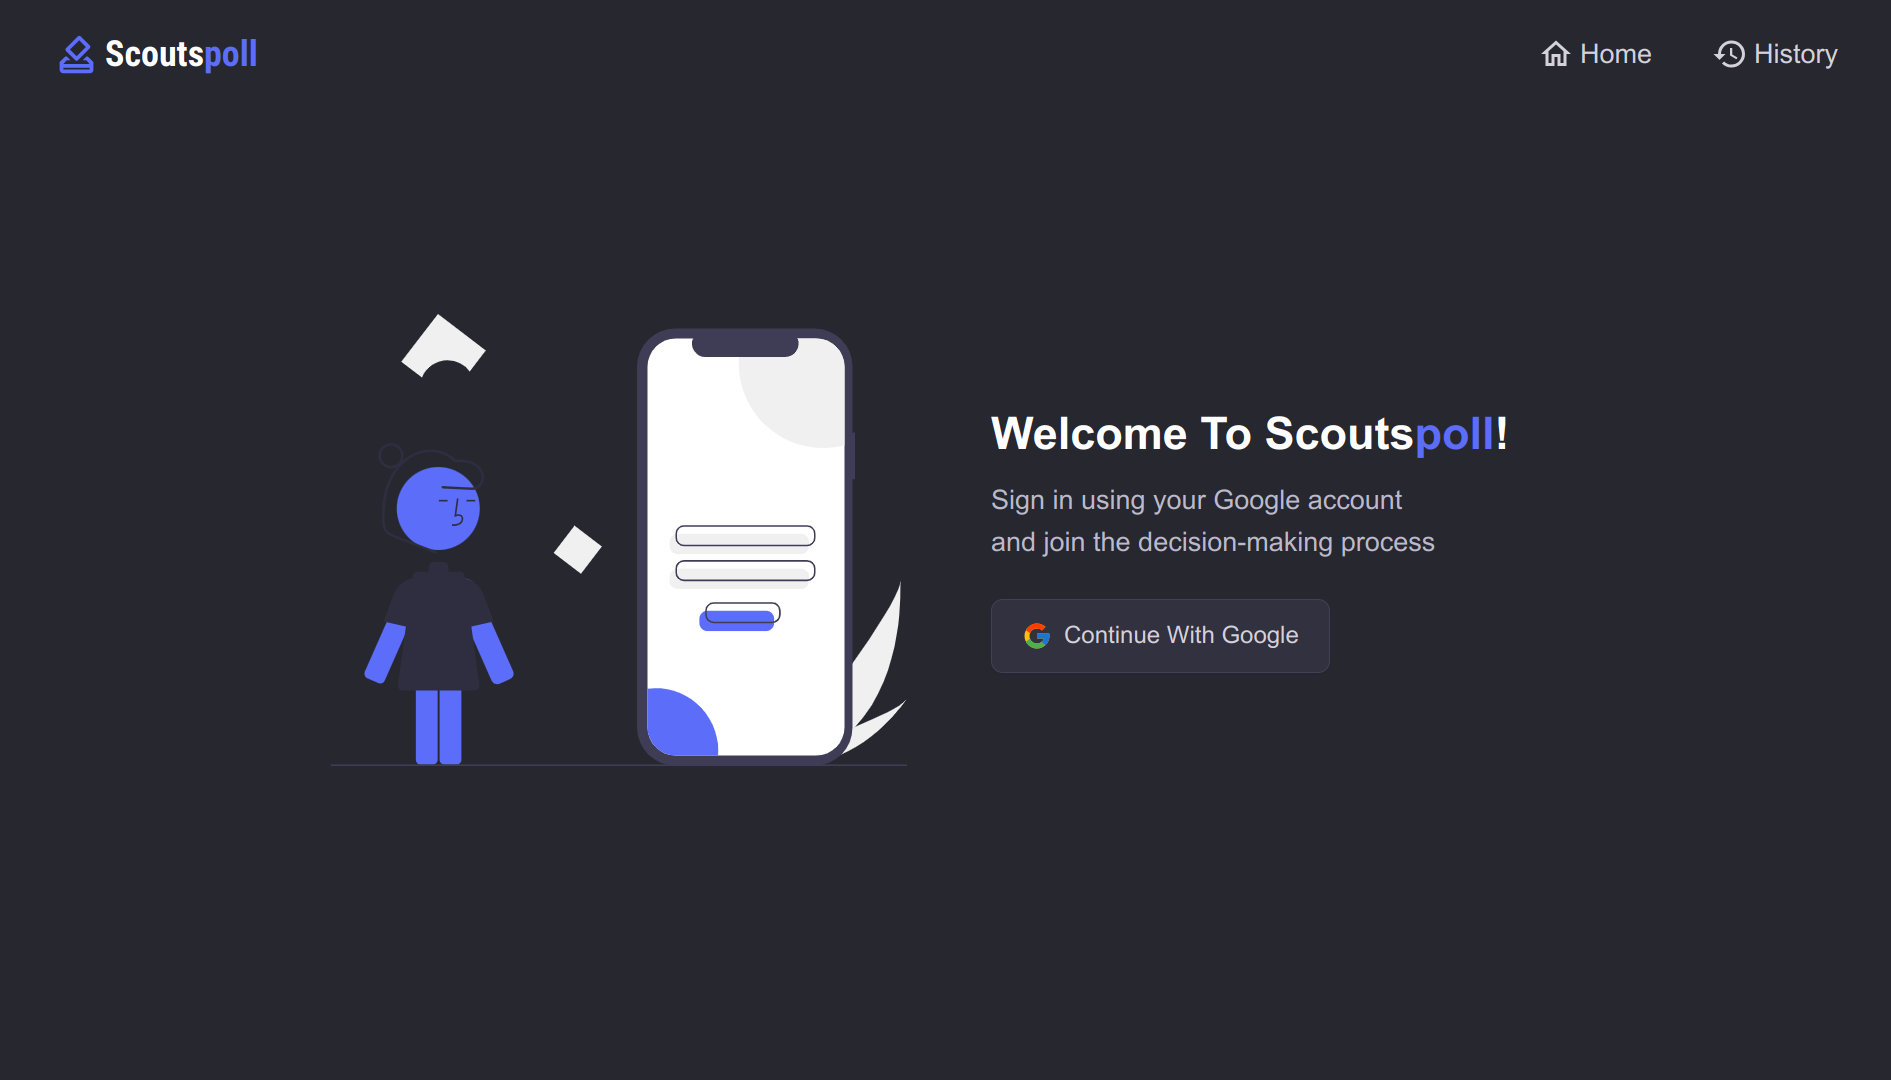 Scoutspoll
Home
History
Welcome To Scoutspoll!
Sign in using your Google account
and join the decision-making process
Continue With Google